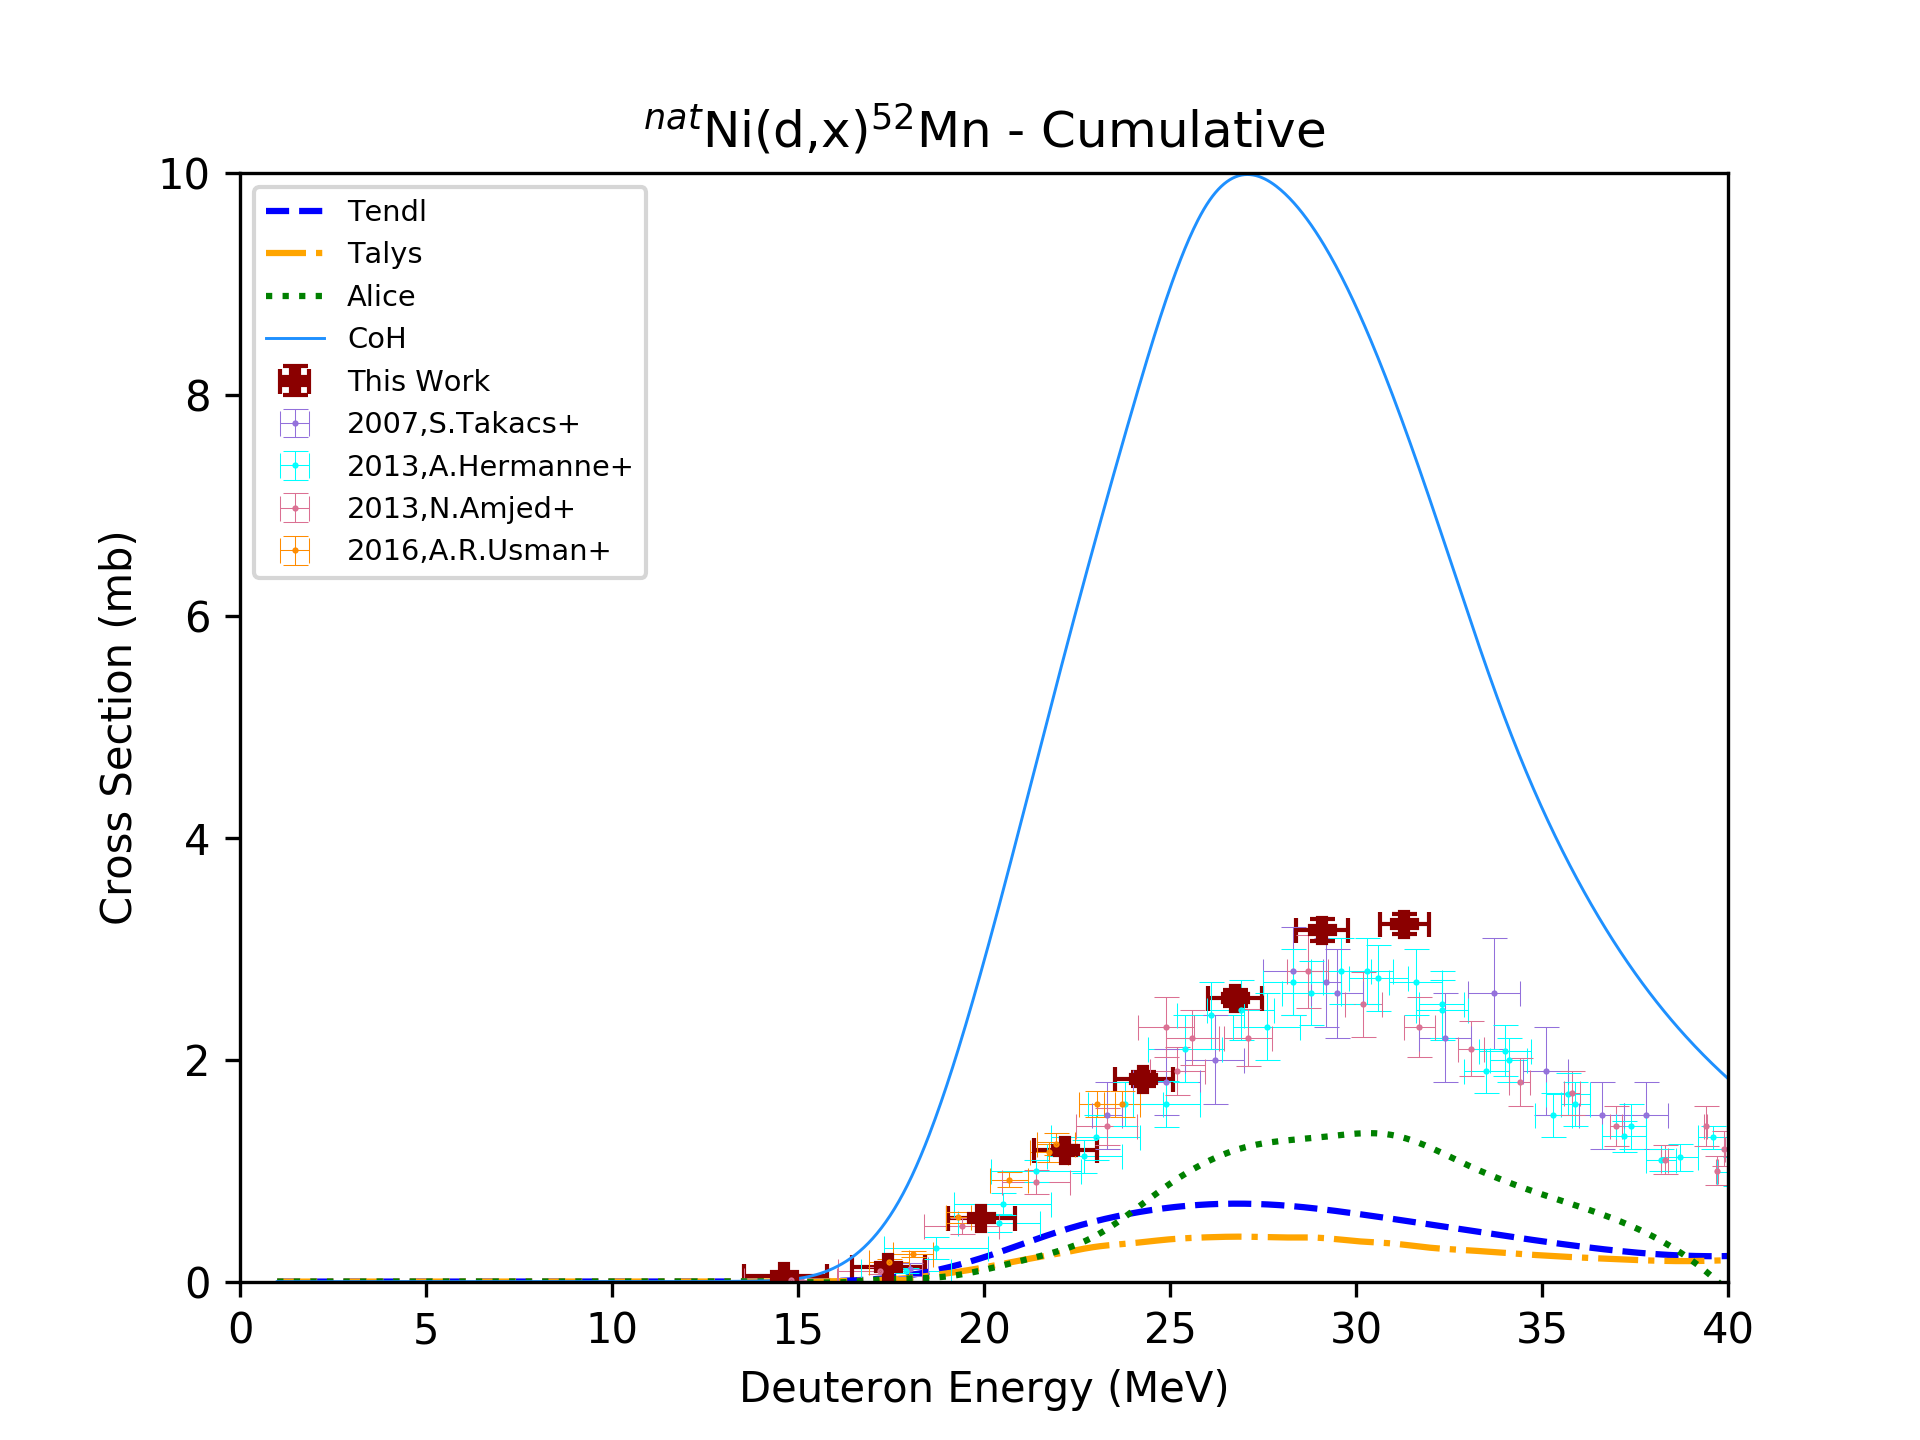 natNi(d,x)52Mn - Cumulative
10
8
6
4
2
0
Cross Section (mb)
Tendl
Talys
Alice
CoH
This Work
2007,S.Takacs+
2013,A.Hermanne+
2013,N.Amjed+
2016,A.R.Usman+
0 5 10 15 20 25 30 35 40
Deuteron Energy (MeV)